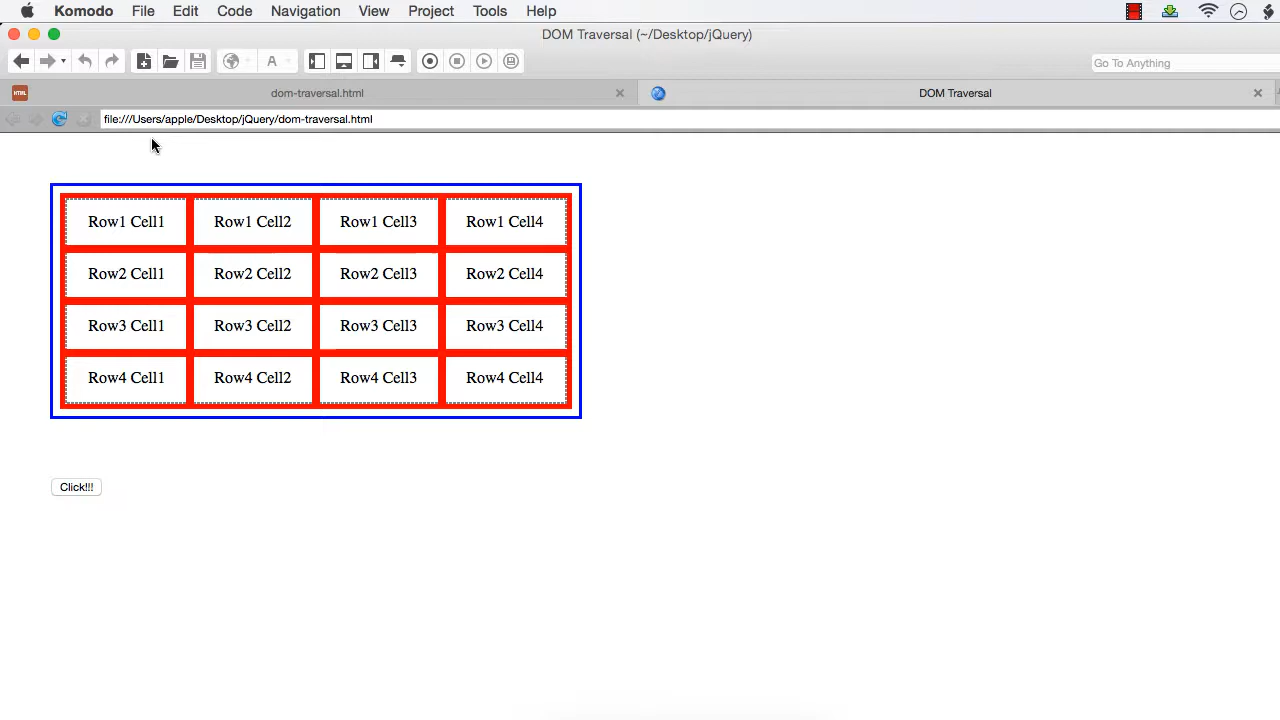 Komodo File Edit Code Navigation View Project Tools Help
DOM Traversal (~/Desktop/jQuery)
A Go To Anything
HTML dom-traversal.html DOM Traversal
file:///Users/apple/Desktop/jQuery/dom-traversal.html
Row1 Cell1 Row1 Cell2 Row1 Cell3 Row1 Cell4
Row2 Cell1 Row2 Cell2 Row2 Cell3 Row2 Cell4
Row3 Cell1 Row3 Cell2 Row3 Cell3 Row3 Cell4
Row4 Cell1 Row4 Cell2 Row4 Cell3 Row4 Cell4
Click!!!